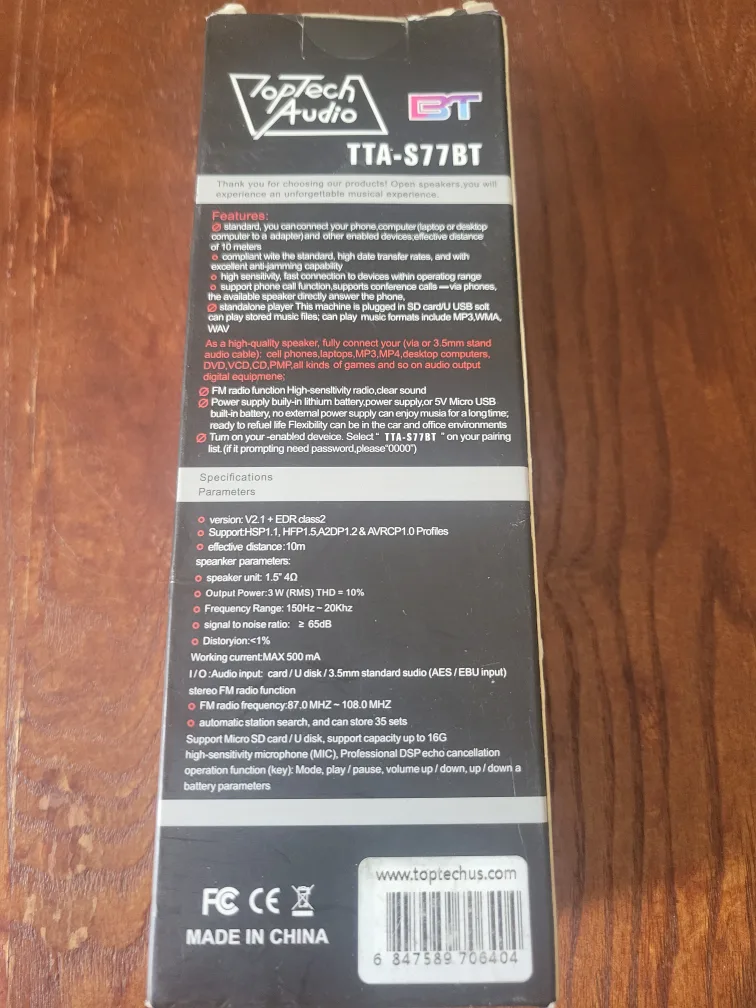 TopTech
Audio
BT
TTA-S77BT
Thank you for choosing our products! Open speakers,you will
experience an unforgettable musical experience.
Features:
standard, you can connect your phone,computer(laptop or desktop
computer to a adapter)and other enabled devices;effective distance
of 10 meters
compliant wite the standard, high date transfer rates, and with
excellent anti-jamming capability
high sensitivity, fast connection to devices within operatiog range
support phone call function,supports conference calls —via phones,
the available speaker directly answer the phone,
standalone player This machine is plugged in SD card/U USB solt
can play stored music files; can play music formats include MP3,WMA,
WAV
As a high-quality speaker, fully connect your (via or 3.5mm stand
audio cable): cell phones,laptops,MP3,MP4,desktop computers,
DVD,VCD,CD,PMP,all kinds of games and so on audio output
digital equipmene;
FM radio function High-sensltivity radio,clear sound
Power supply buily-in lithium battery,power supply,or 5V Micro USB
built-in battery, no external power supply can enjoy musia for a long time;
ready to refuel life Flexibility can be in the car and office environments
Turn on your -enabled deveice. Select“ TTA-S77BT ”on your pairing
list.(if it prompting need password,please“0000”)
Specifications
Parameters
version: V2.1 + EDR class2
Support:HSP1.1, HFP1.5,A2DP1.2 & AVRCP1.0 Profiles
effective distance:10m
speanker parameters:
speaker unit: 1.5” 4Ω
Output Power:3 W (RMS) THD = 10%
Frequency Range: 150Hz ~ 20Khz
signal to noise ratio: ≥ 65dB
Distoryion:<1%
Working current:MAX 500 mA
I / O :Audio input: card / U disk / 3.5mm standard sudio (AES / EBU input)
stereo FM radio function
FM radio frequency:87.0 MHZ ~ 108.0 MHZ
automatic station search, and can store 35 sets
Support Micro SD card / U disk, support capacity up to 16G
high-sensitivity microphone (MIC), Professional DSP echo cancellation
operation function (key): Mode, play / pause, volume up / down, up / down a
battery parameters
FC CE
MADE IN CHINA
www.toptechus.com
6 847589 706404